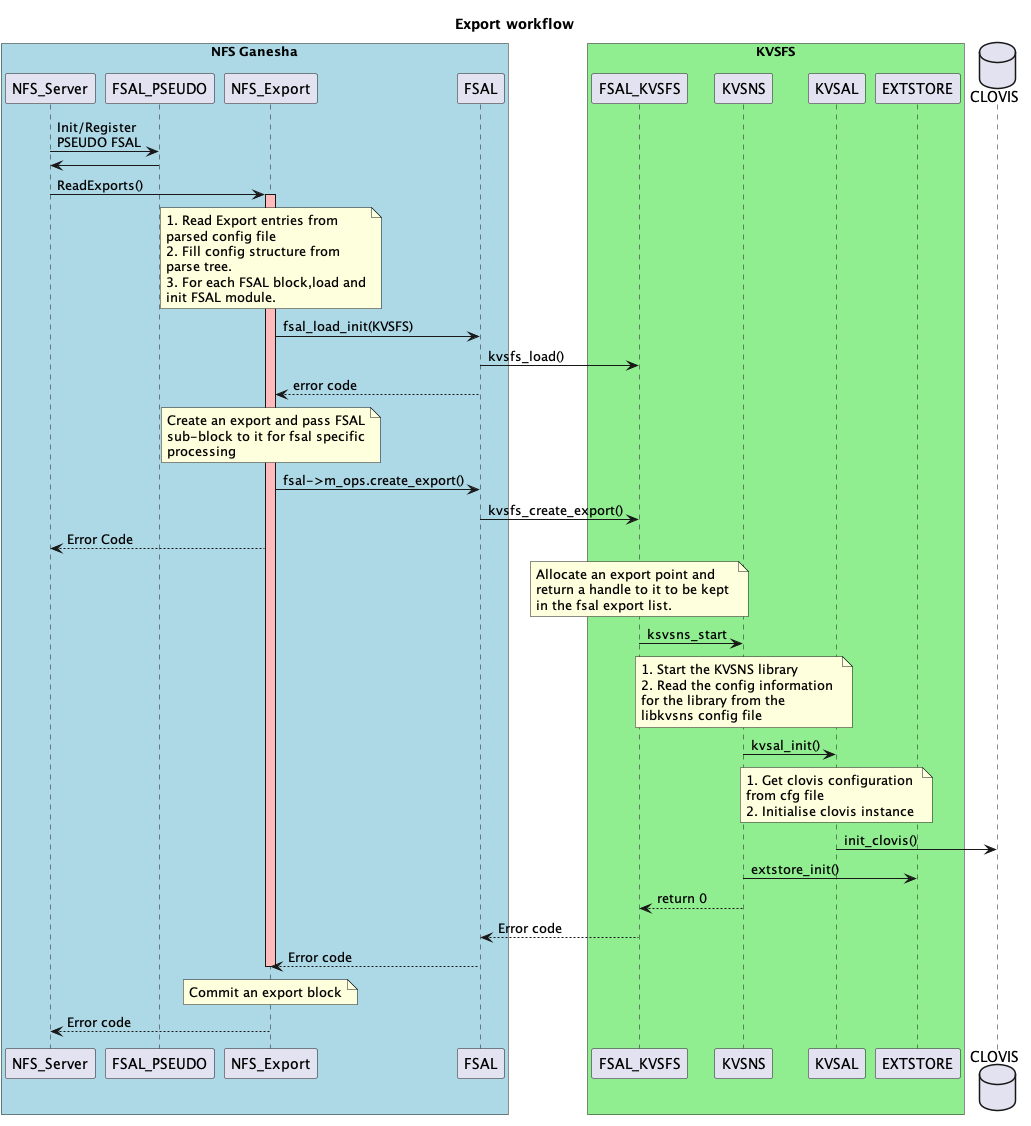 Export workflow
NFS Ganesha
KVSFS
NFS_Server
FSAL_PSEUDO
NFS_Export
FSAL
FSAL_KVSFS
KVSNS
KVSAL
EXTSTORE
CLOVIS
Init/Register
PSEUDO FSAL
ReadExports()
1. Read Export entries from
parsed config file
2. Fill config structure from
parse tree.
3. For each FSAL block,load and
init FSAL module.
fsal_load_init(KVSFS)
kvsfs_load()
error code
Create an export and pass FSAL
sub-block to it for fsal specific
processing
fsal->m_ops.create_export()
kvsfs_create_export()
Error Code
Allocate an export point and
return a handle to it to be kept
in the fsal export list.
ksvsns_start
1. Start the KVSNS library
2. Read the config information
for the library from the
libkvsns config file
kvsal_init()
1. Get clovis configuration
from cfg file
2. Initialise clovis instance
init_clovis()
extstore_init()
return 0
Error code
Error code
Commit an export block
Error code
NFS_Server
FSAL_PSEUDO
NFS_Export
FSAL
FSAL_KVSFS
KVSNS
KVSAL
EXTSTORE
CLOVIS